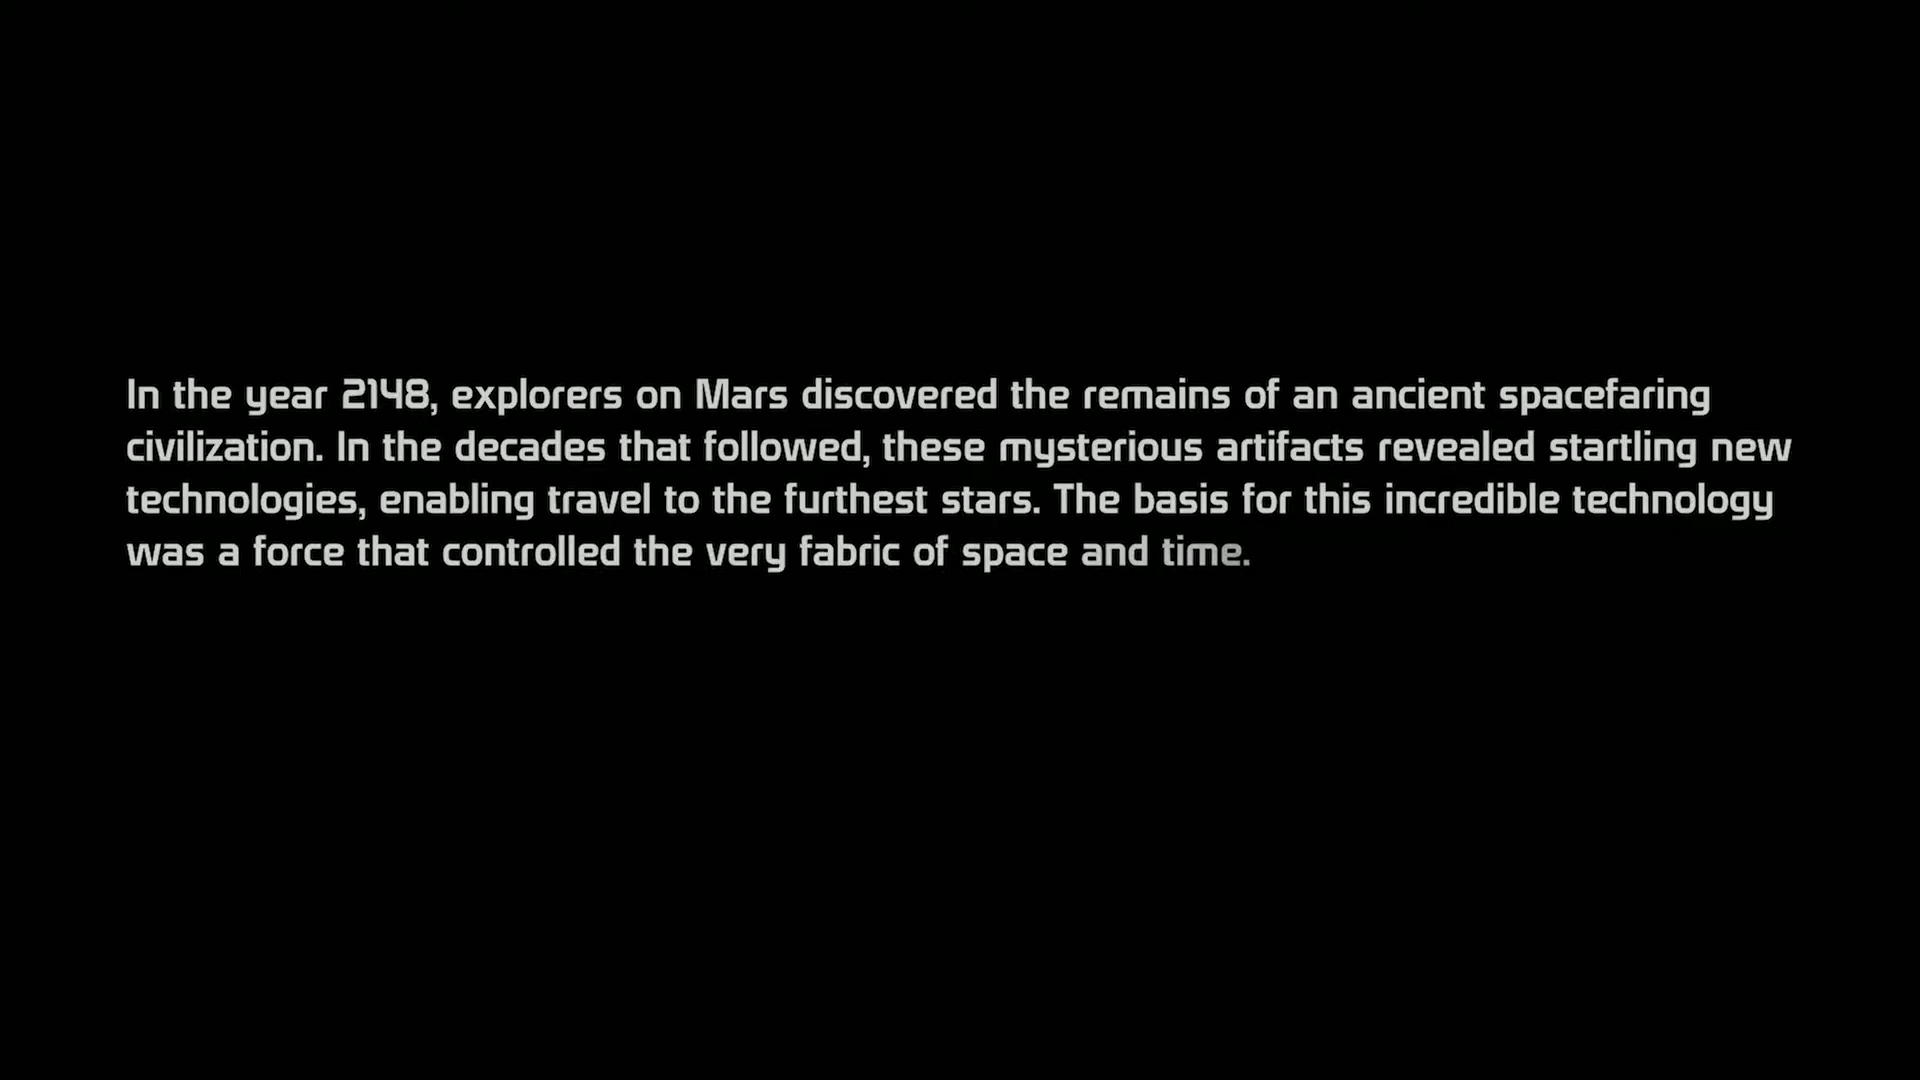 In the year 2148, explorers on Mars discovered the remains of an ancient spacefaring
civilization. In the decades that followed, these mysterious artifacts revealed startling new
technologies, enabling travel to the furthest stars. The basis for this incredible technology
was a force that controlled the very fabric of space and time.